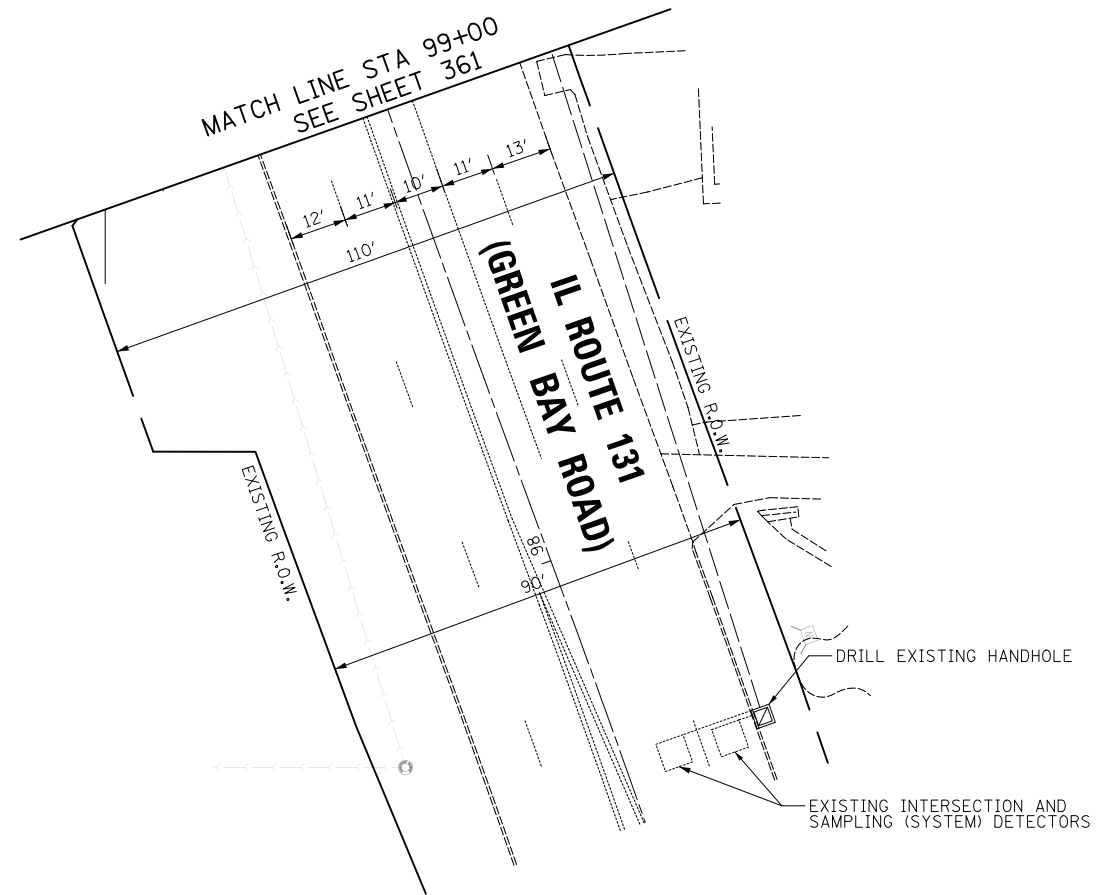 MATCH LINE STA 99+00
SEE SHEET 361
12'
11'
10'
11'
13'
110'
IL ROUTE 131
(GREEN BAY ROAD)
EXISTING R.O.W.
EXISTING R.O.W.
98
90'
DRILL EXISTING HANDHOLE
EXISTING INTERSECTION AND
SAMPLING (SYSTEM) DETECTORS